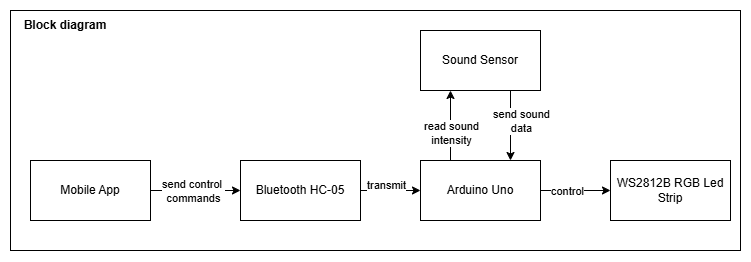 Block diagram
Sound Sensor
read sound
intensity
send sound
data
Mobile App
send control
commands
Bluetooth HC-05
transmit
Arduino Uno
control
WS2812B RGB Led
Strip